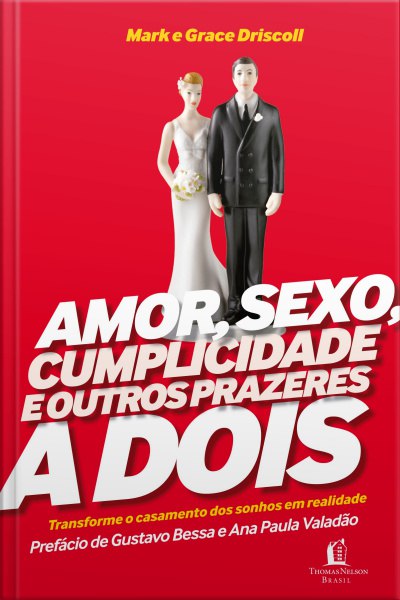 Mark e Grace Driscoll
AMOR, SEXO,
CUMPLICIDADE
E OUTROS PRAZERES
A DOIS
Transforme o casamento dos sonhos em realidade
Prefácio de Gustavo Bessa e Ana Paula Valadão
THOMAS NELSON
BRASIL